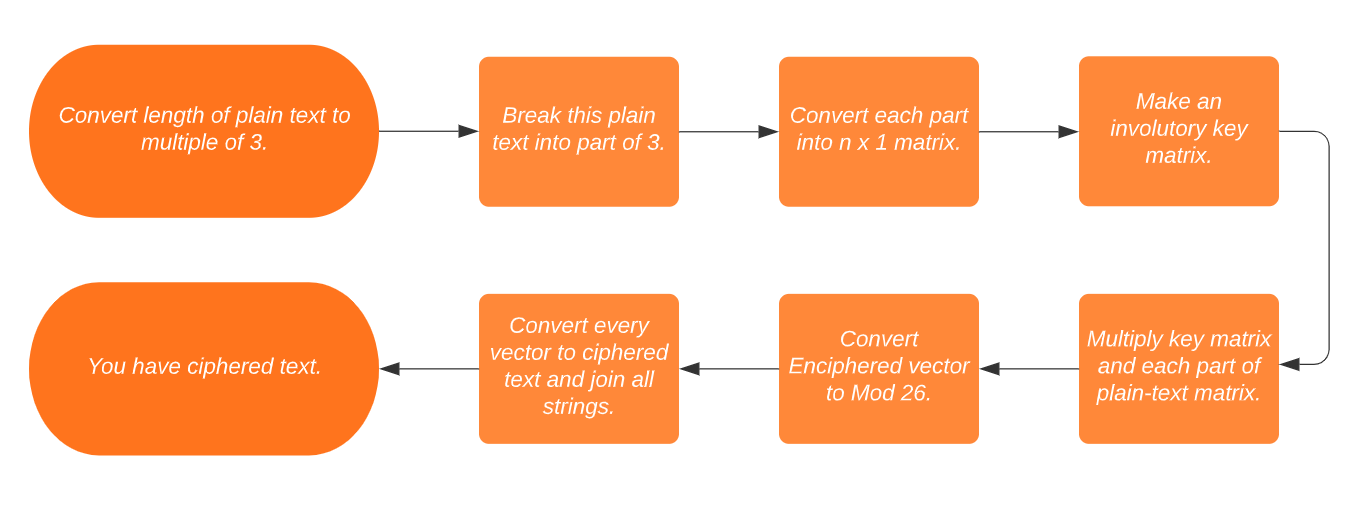 Convert length of plain text to
multiple of 3.
Break this plain
text into part of 3.
Convert each part
into n x 1 matrix.
Make an
involutory key
matrix.
Multiply key matrix
and each part of
plain-text matrix.
Convert
Enciphered vector
to Mod 26.
Convert every
vector to ciphered
text and join all
strings.
You have ciphered text.